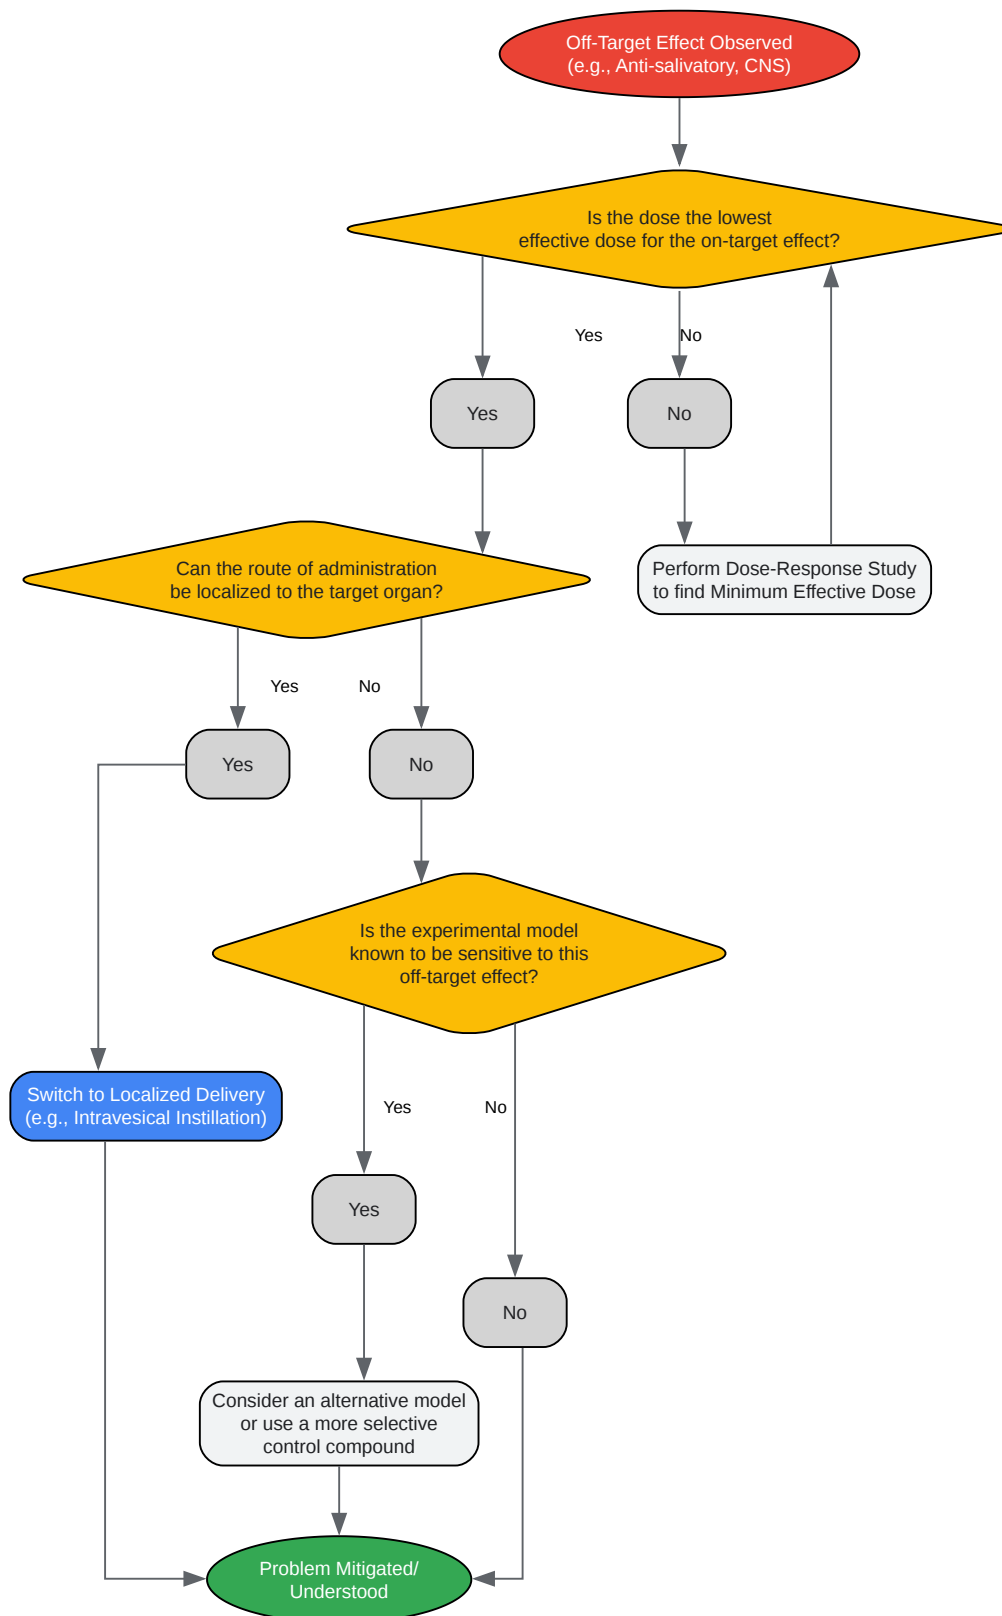 Off-Target Effect Observed
(e.g., Anti-salivatory, CNS)
Is the dose the lowest
effective dose for the on-target effect?
Yes
No
Yes
No
Can the route of administration
be localized to the target organ?
Perform Dose-Response Study
to find Minimum Effective Dose
Yes
No
Yes
No
Is the experimental model
known to be sensitive to this
off-target effect?
Switch to Localized Delivery
(e.g., Intravesical Instillation)
Yes
No
Yes
No
Consider an alternative model
or use a more selective
control compound
Problem Mitigated/
Understood